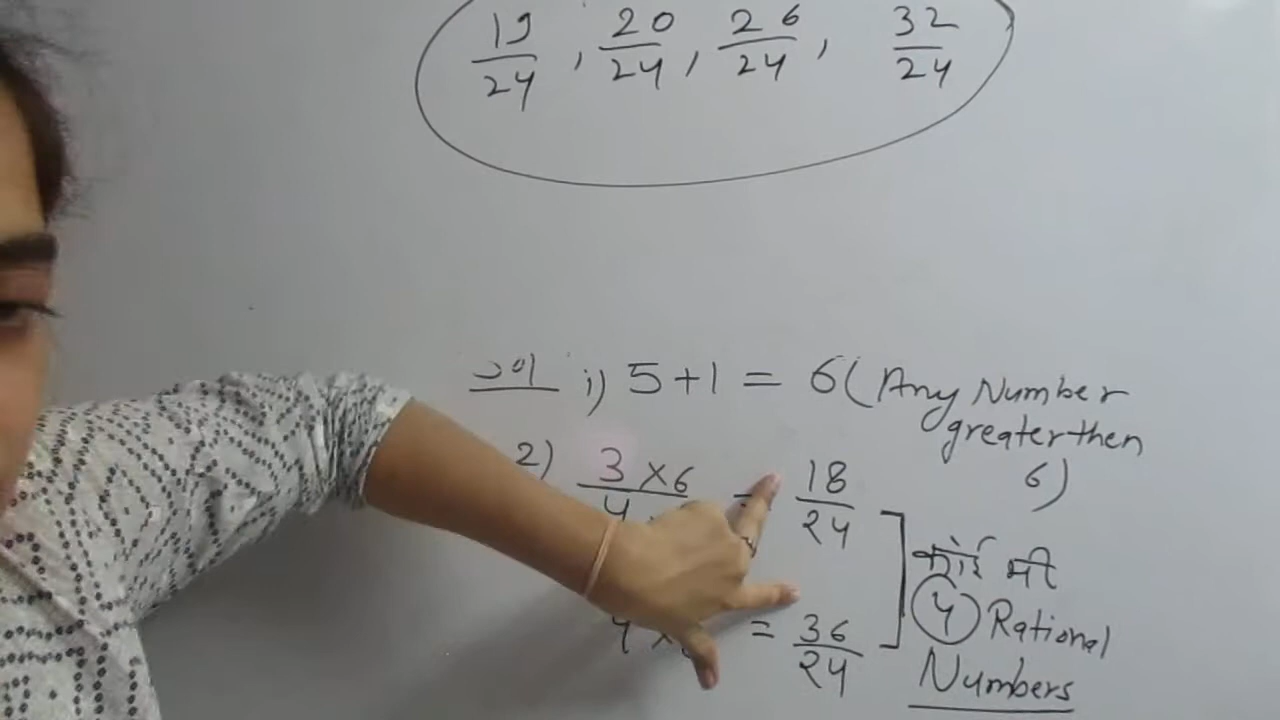 19/24 , 20/24 , 26/24 , 32/24
i) 5+1 = 6 (Any Number
greater then
6)
2) 3×6/4 = 18/24
कोई भी
4 Rational
Numbers
4 × = 36/24